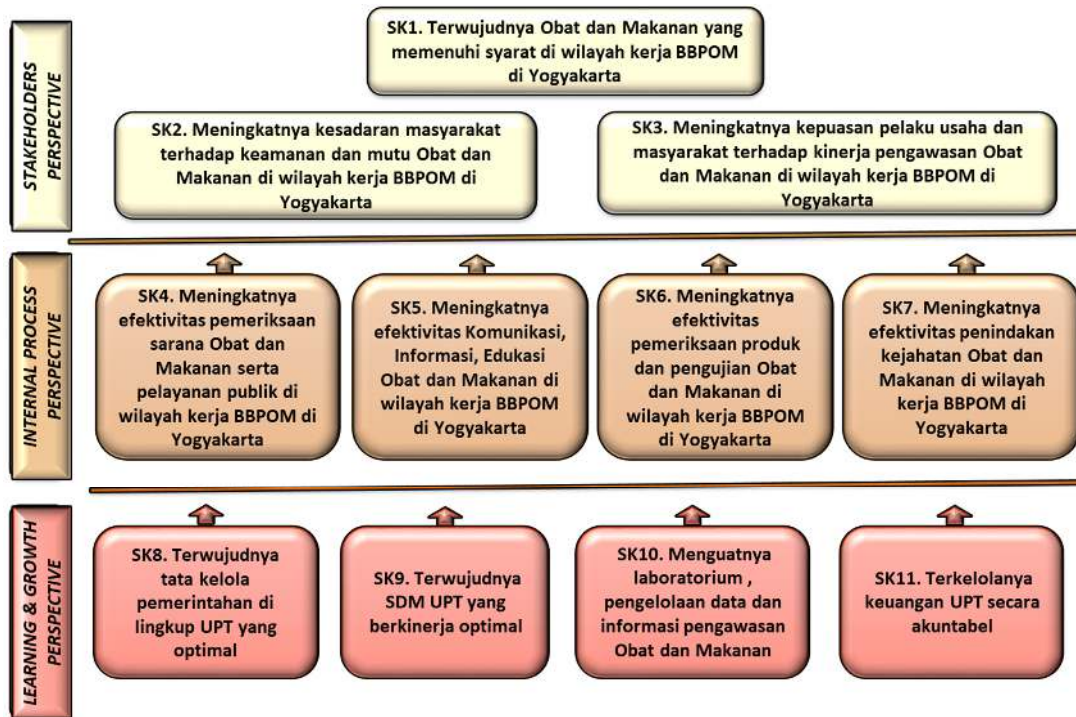 STAKEHOLDERS
PERSPECTIVE
SK1. Terwujudnya Obat dan Makanan yang
memenuhi syarat di wilayah kerja BBPOM
di Yogyakarta
SK2. Meningkatnya kesadaran masyarakat
terhadap keamanan dan mutu Obat dan
Makanan di wilayah kerja BBPOM di
Yogyakarta
SK3. Meningkatnya kepuasan pelaku usaha dan
masyarakat terhadap kinerja pengawasan Obat
dan Makanan di wilayah kerja BBPOM di
Yogyakarta
INTERNAL PROCESS
PERSPECTIVE
SK4. Meningkatnya
efektivitas pemeriksaan
sarana Obat dan
Makanan serta
pelayanan publik di
wilayah kerja BBPOM di
Yogyakarta
SK5. Meningkatnya
efektivitas Komunikasi,
Informasi, Edukasi
Obat dan Makanan di
wilayah kerja BBPOM
di Yogyakarta
SK6. Meningkatnya
efektivitas
pemeriksaan produk
dan pengujian Obat
dan Makanan di
wilayah kerja BBPOM
di Yogyakarta
SK7. Meningkatnya
efektivitas penindakan
kejahatan Obat dan
Makanan di wilayah
kerja BBPOM di
Yogyakarta
LEARNING & GROWTH
PERSPECTIVE
SK8. Terwujudnya
tata kelola
pemerintahan di
lingkup UPT yang
optimal
SK9. Terwujudnya
SDM UPT yang
berkinerja optimal
SK10. Menguatnya
laboratorium ,
pengelolaan data dan
informasi pengawasan
Obat dan Makanan
SK11. Terkelolanya
keuangan UPT secara
akuntabel